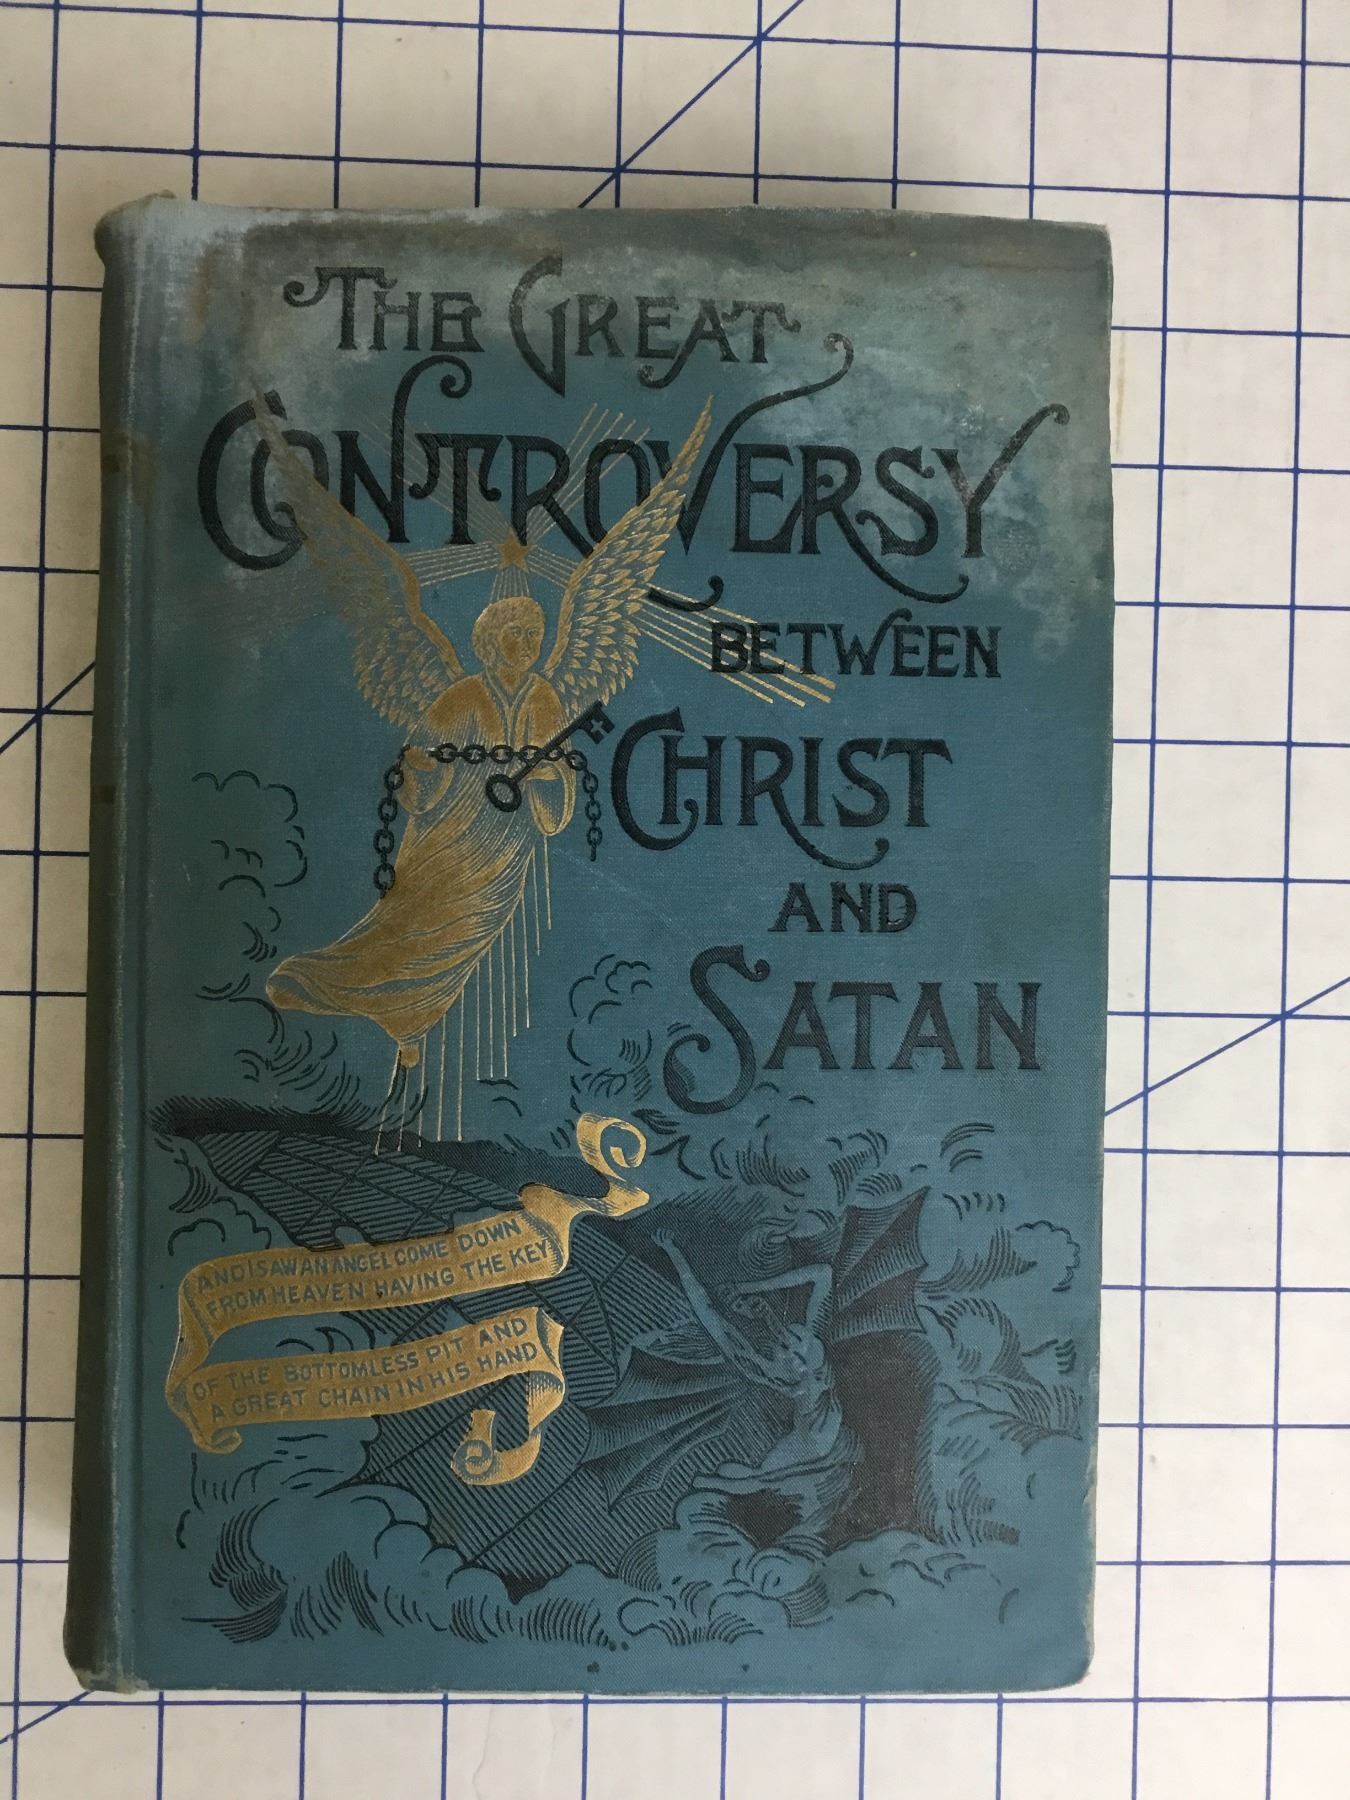 THE GREAT
CONTROVERSY
BETWEEN
CHRIST
AND
SATAN
AND I SAW AN ANGEL COME DOWN
FROM HEAVEN HAVING THE KEY
OF THE BOTTOMLESS PIT AND
A GREAT CHAIN IN HIS HAND